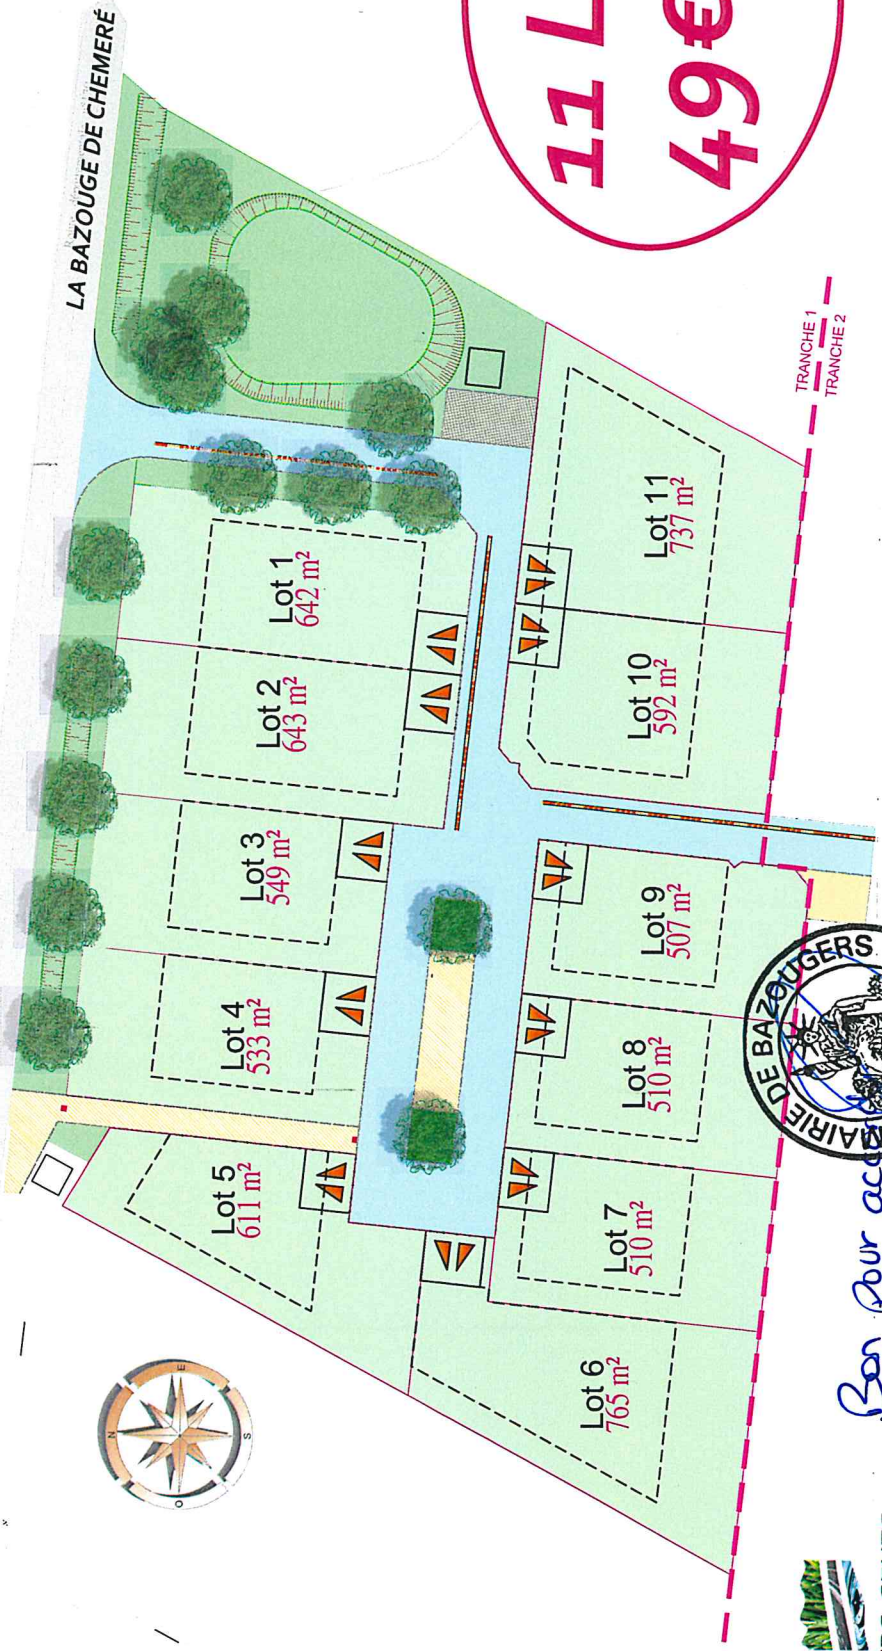 LA BAZOUGE DE CHEMERÉ
11 L
49 €
Lot 1
642 m²
Lot 2
643 m²
Lot 3
549 m²
Lot 4
533 m²
Lot 5
611 m²
Lot 6
765 m²
Lot 7
510 m²
Lot 8
510 m²
Lot 9
507 m²
Lot 10
592 m²
Lot 11
737 m²
TRANCHE 1
TRANCHE 2
N
E
S
O
MAIRIE DE BAZOUGERS
Bon pour